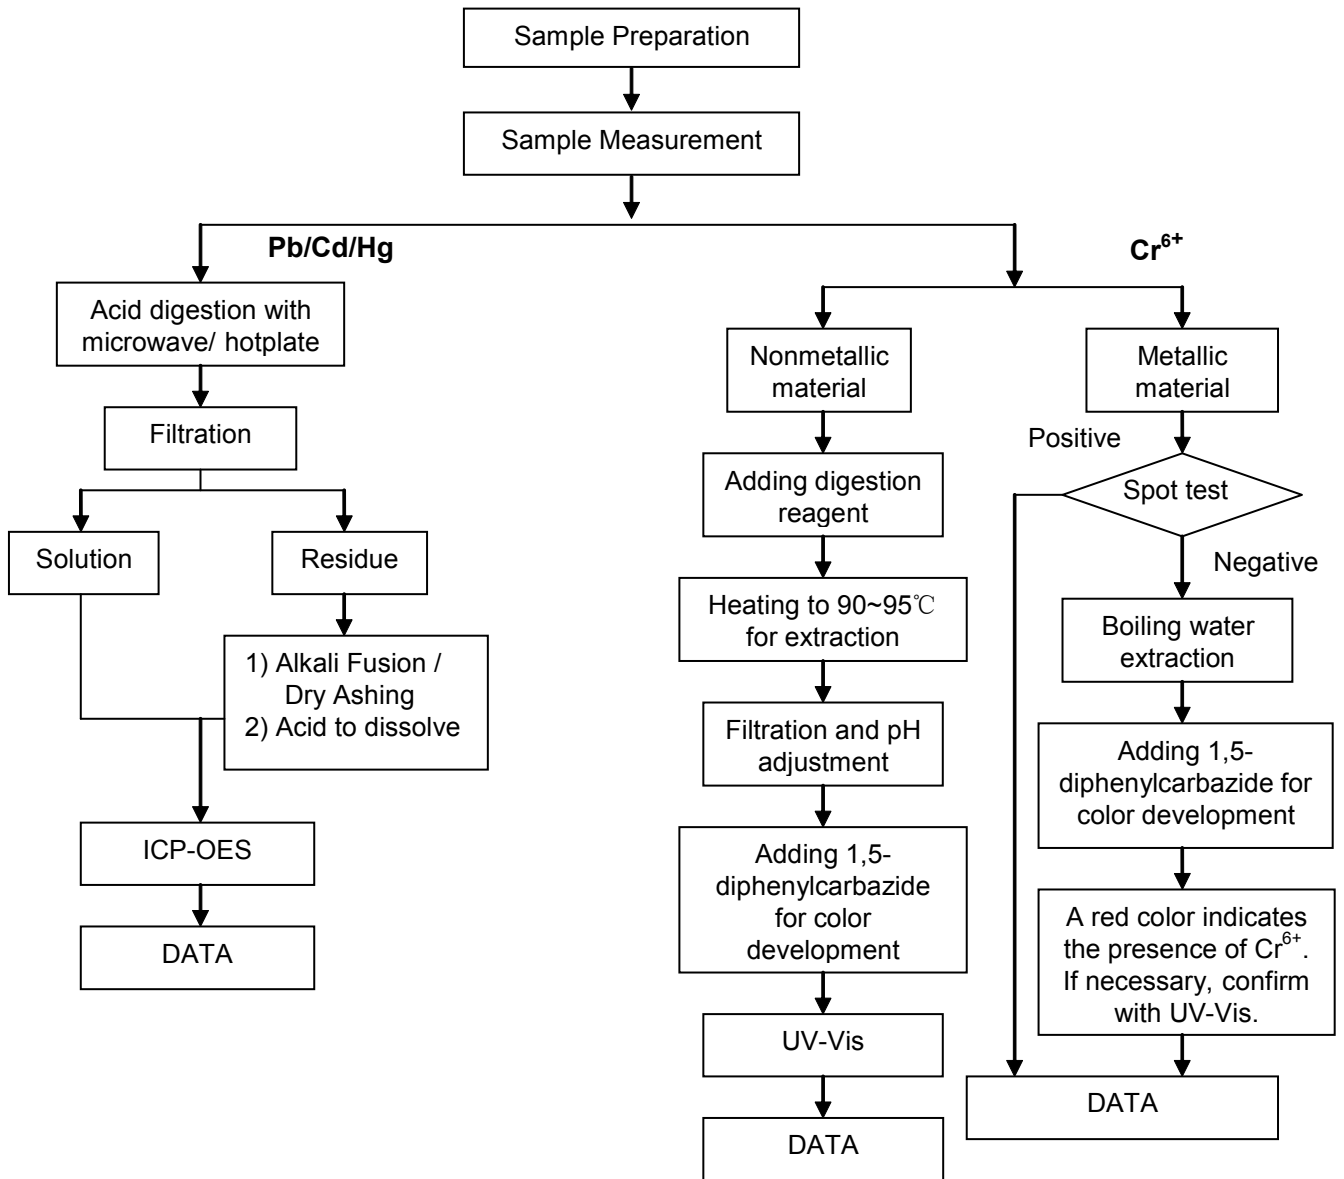 Sample Preparation
Sample Measurement
Pb/Cd/Hg
Acid digestion with
microwave/ hotplate
Filtration
Solution
Residue
1) Alkali Fusion /
Dry Ashing
2) Acid to dissolve
ICP-OES
DATA
Cr⁶⁺
Nonmetallic
material
Adding digestion
reagent
Heating to 90~95℃
for extraction
Filtration and pH
adjustment
Adding 1,5-
diphenylcarbazide
for color
development
UV-Vis
DATA
Metallic
material
Positive
Spot test
Negative
Boiling water
extraction
Adding 1,5-
diphenylcarbazide for
color development
A red color indicates
the presence of Cr⁶⁺.
If necessary, confirm
with UV-Vis.
DATA